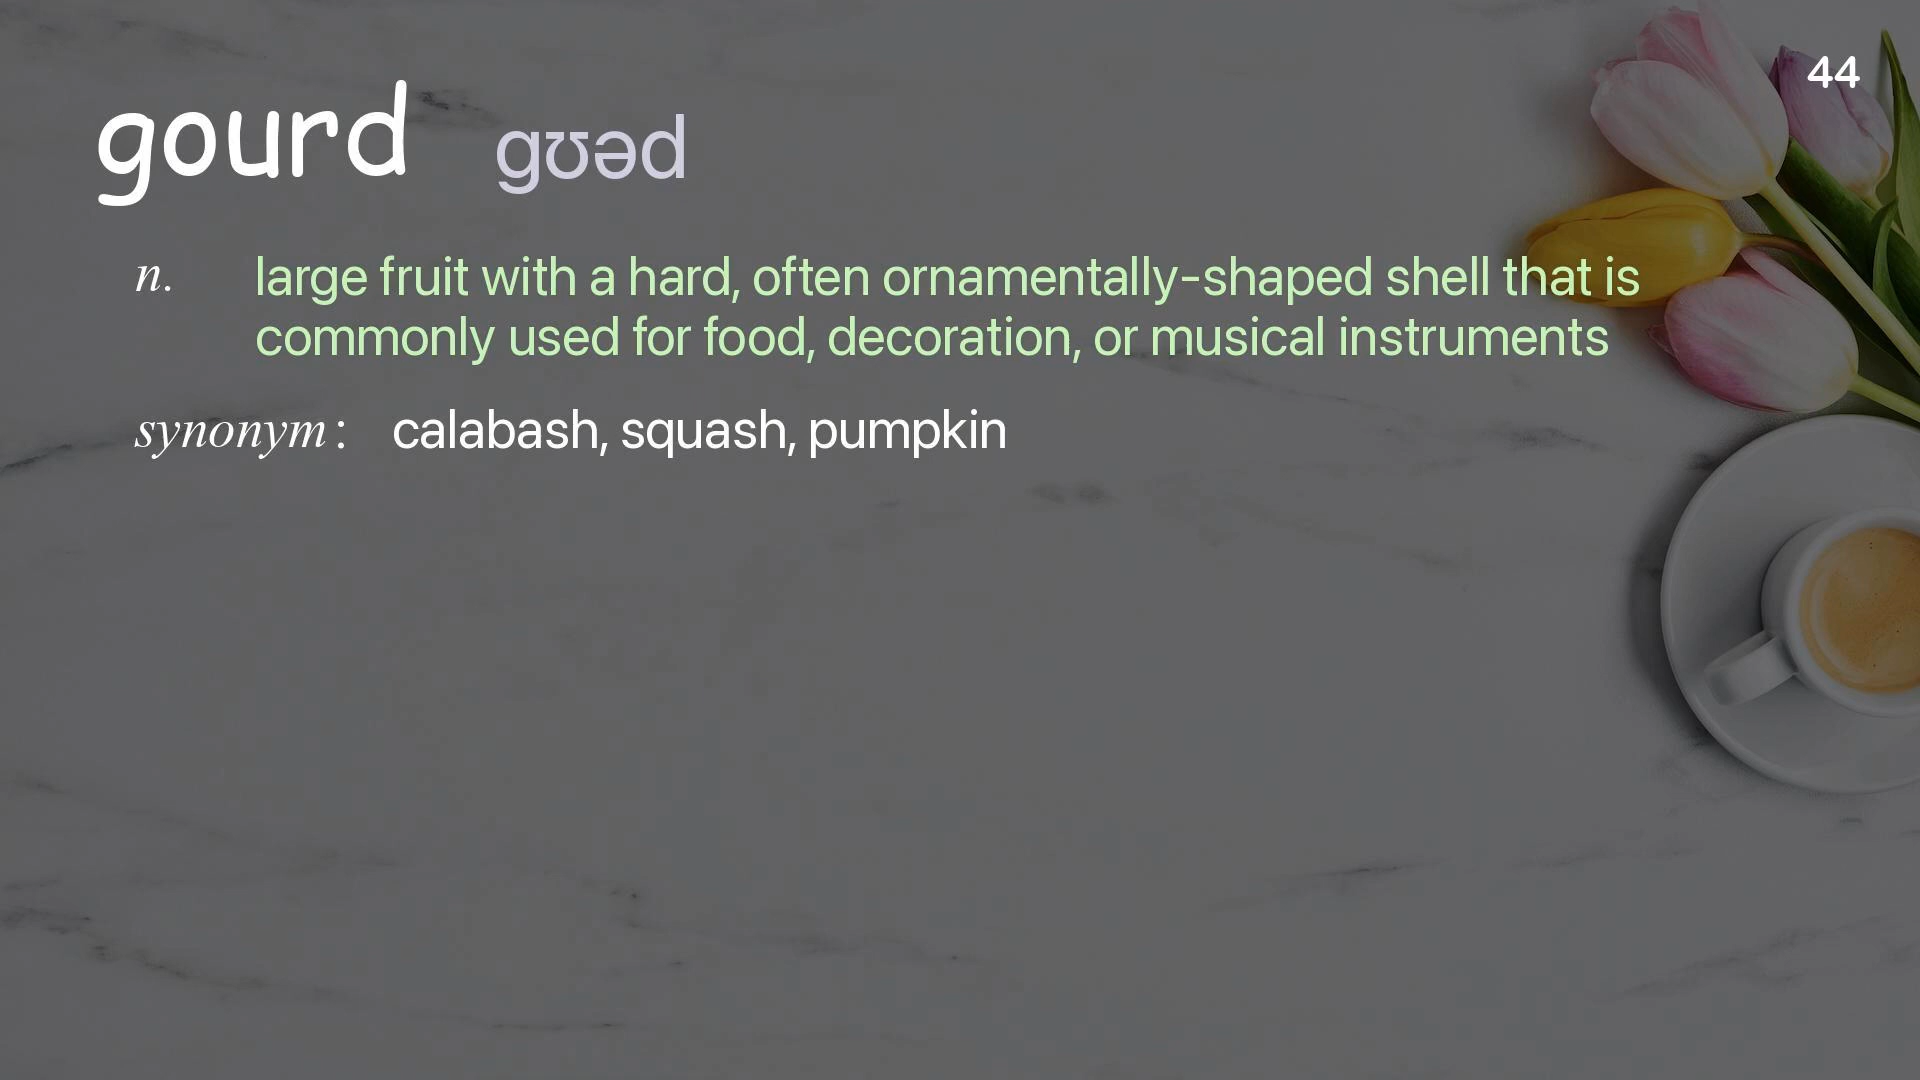 44
gourd gʊəd
n. large fruit with a hard, often ornamentally-shaped shell that is
commonly used for food, decoration, or musical instruments
synonym: calabash, squash, pumpkin